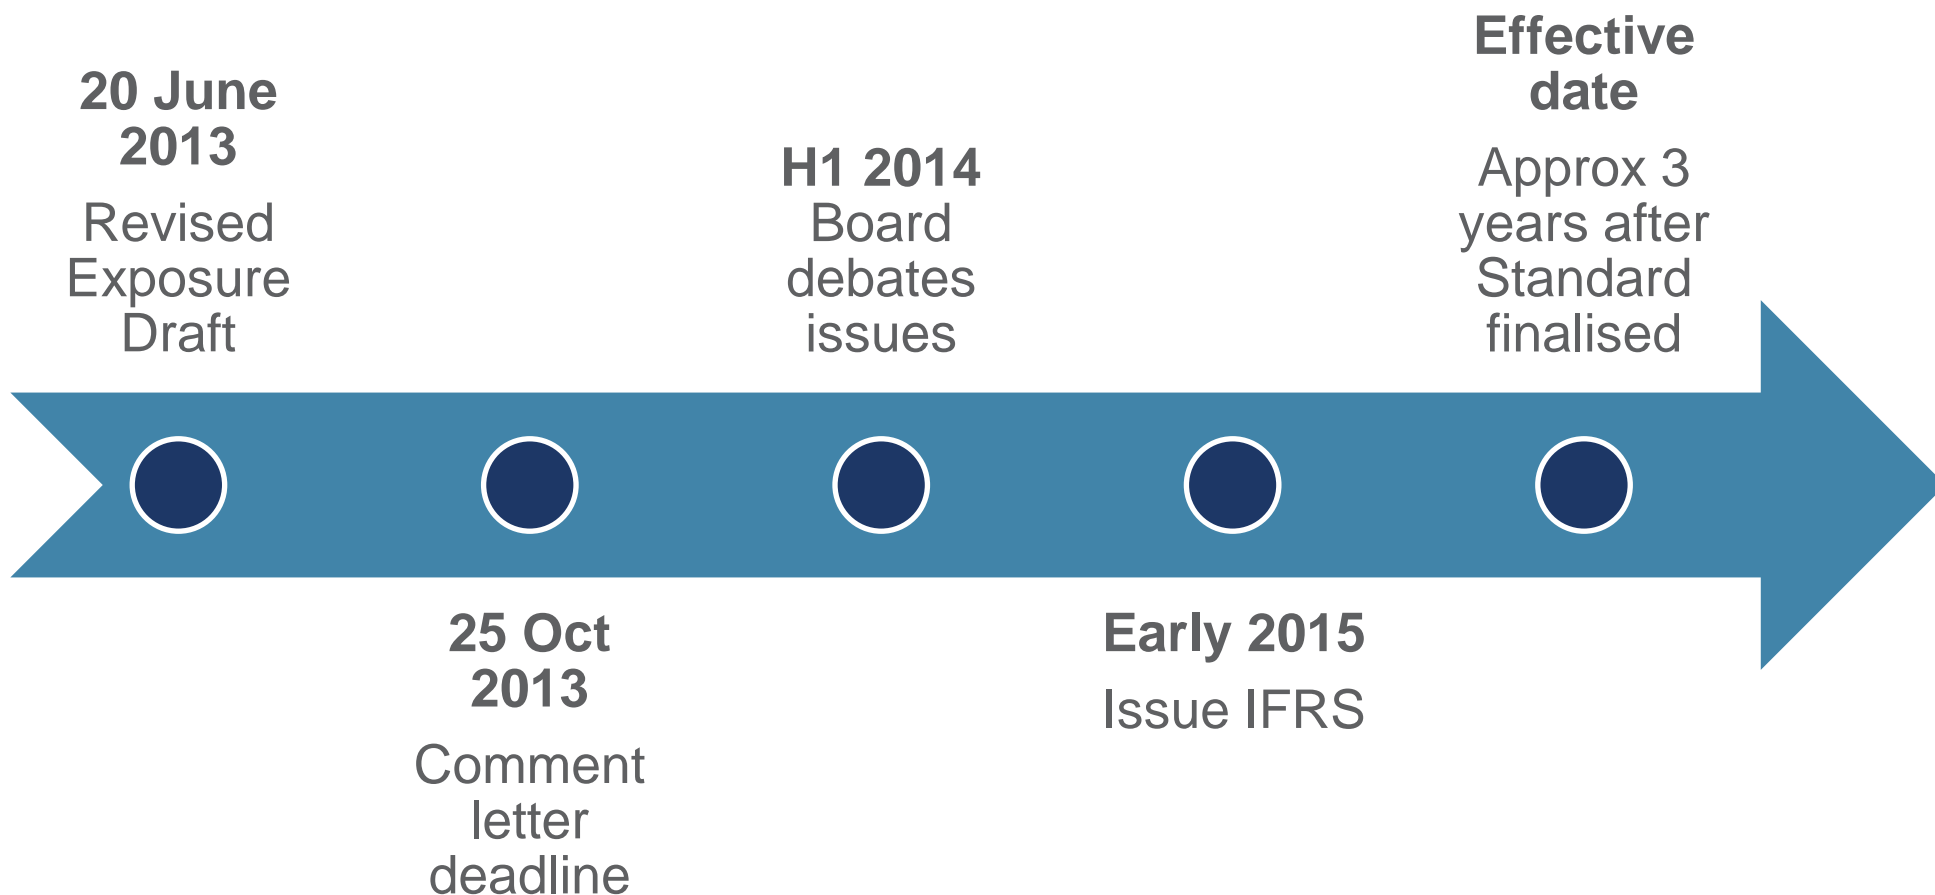 20 June
2013
Revised
Exposure
Draft
25 Oct
2013
Comment
letter
deadline
H1 2014
Board
debates
issues
Early 2015
Issue IFRS
Effective
date
Approx 3
years after
Standard
finalised